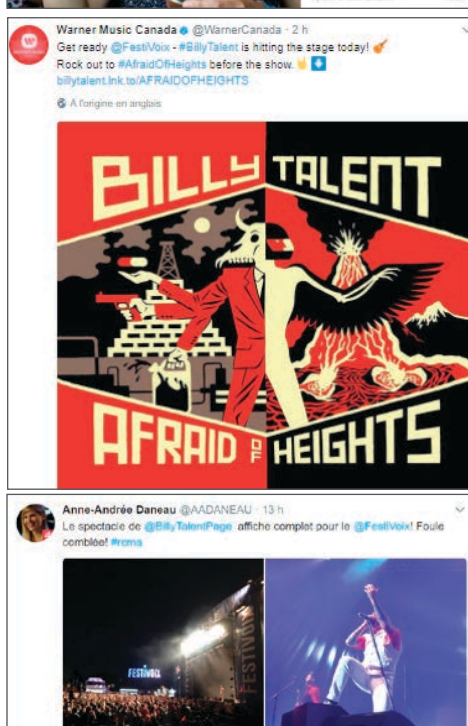 Warner Music Canada @WarnerCanada · 2 h
Get ready @FestiVoix - #BillyTalent is hitting the stage today!
Rock out to #AfraidOfHeights before the show.
billytalent.lnk.to/AFRAIDOFHEIGHTS
À l'origine en anglais
BILLY TALENT
AFRAID OF HEIGHTS
Anne-Andrée Daneau @AADANEAU · 13 h
Le spectacle de @BillyTalentPage affiche complet pour le @FestiVoix! Foule
comblée! #rcma
FESTIVOIX
FESTIVOIX